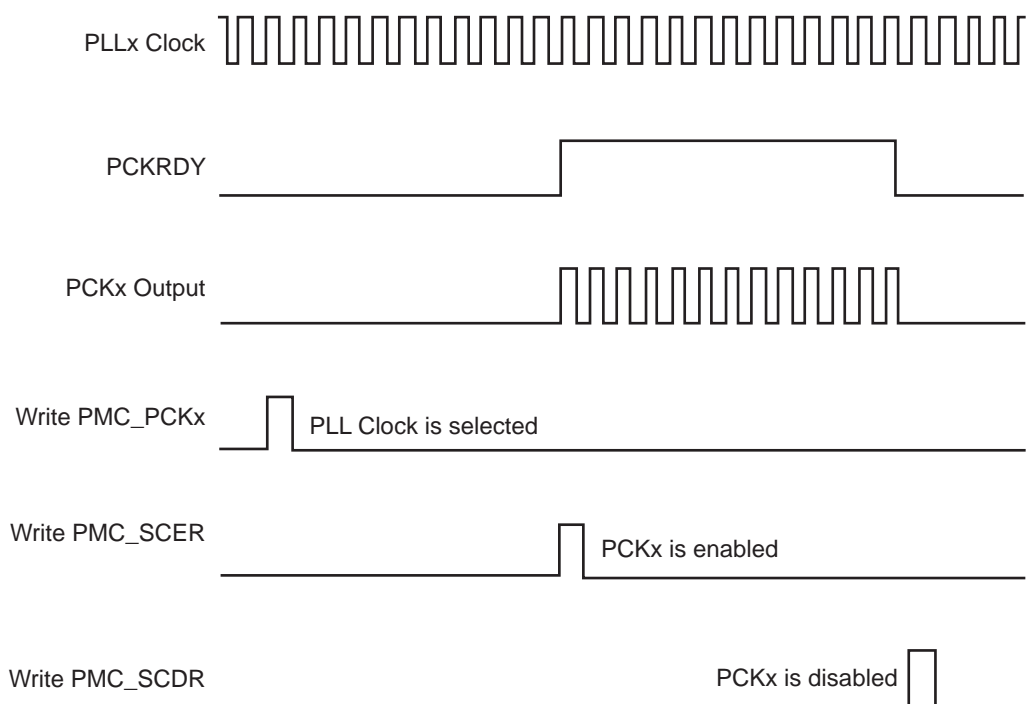 PLLx Clock
PCKRDY
PCKx Output
Write PMC_PCKx
PLL Clock is selected
Write PMC_SCER
PCKx is enabled
Write PMC_SCDR
PCKx is disabled